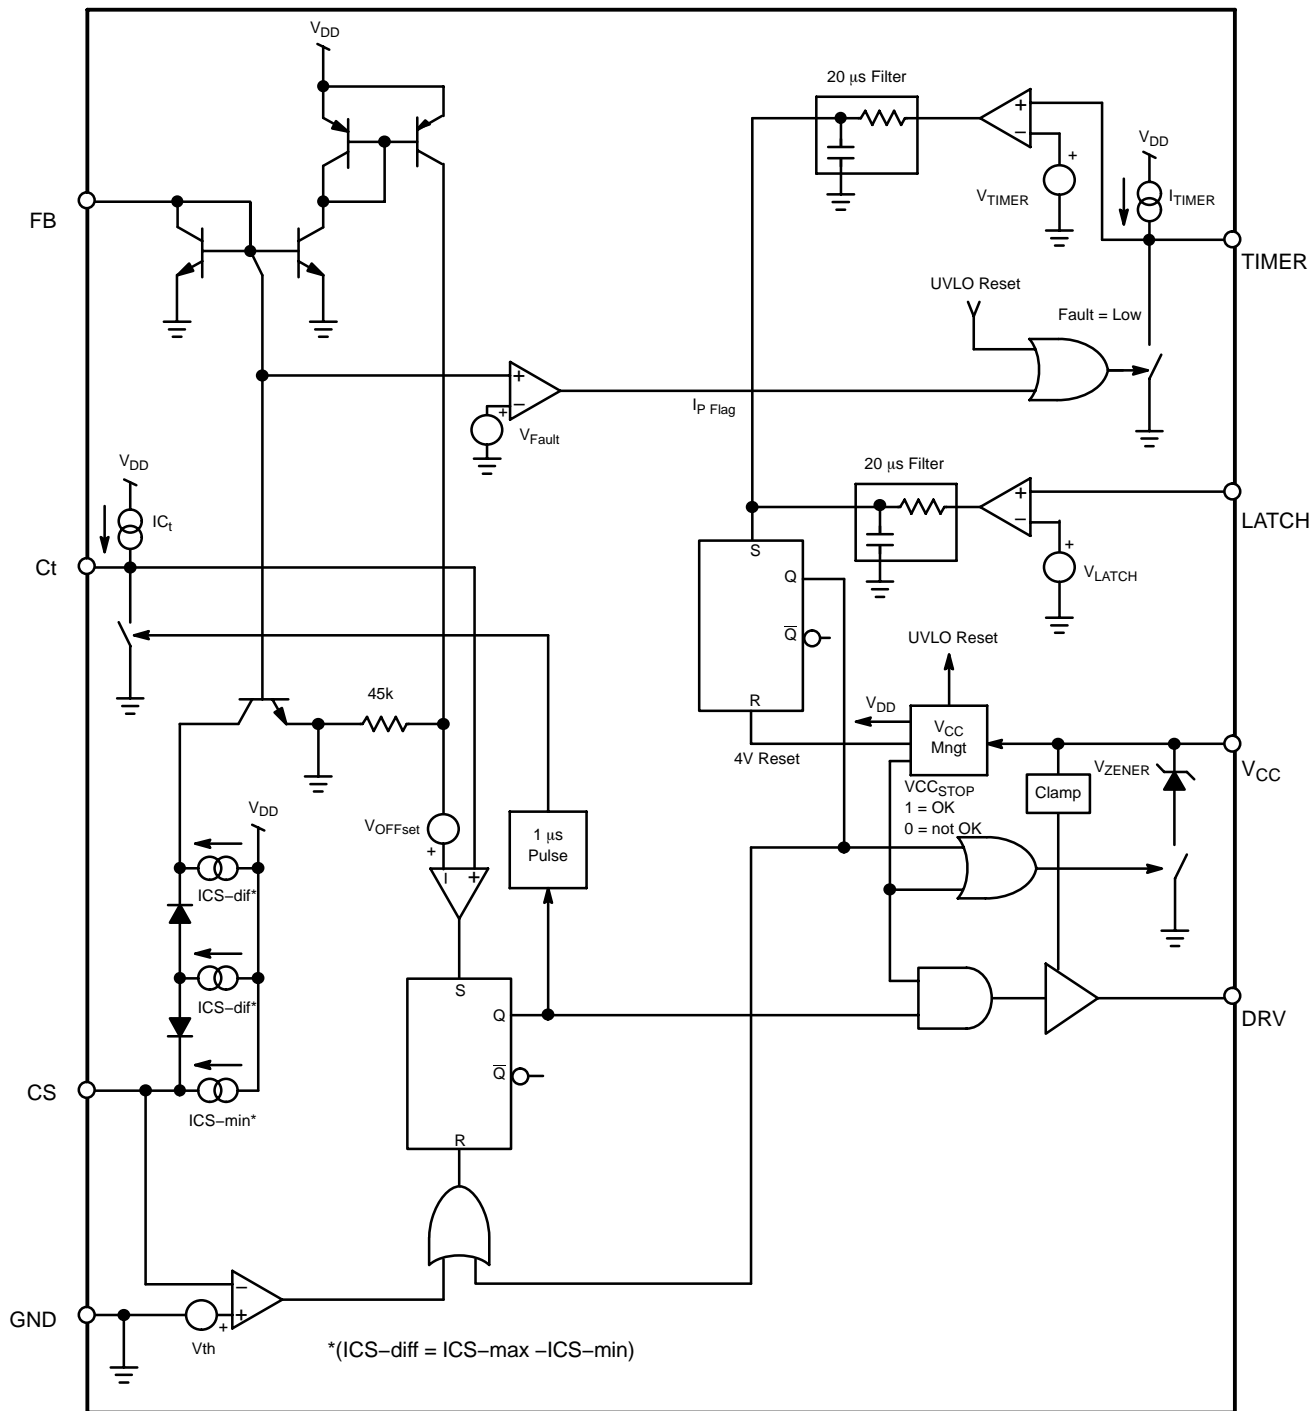 VDD
20 μs Filter
+
−
VDD
+
VTIMER
ITIMER
FB
TIMER
UVLO Reset
Fault = Low
+
−
+
VFault
IP Flag
VDD
20 μs Filter
ICt
+
−
LATCH
S
Ct
Q
+
VLATCH
Q
UVLO Reset
45k
R
VDD
VCC
Mngt
4V Reset
VZENER
VCC
VDD
VCCSTOP
1 = OK
0 = not OK
Clamp
VOFFset
+
1 μs
Pulse
− +
ICS−dif*
S
ICS−dif*
Q
DRV
Q
CS
ICS−min*
R
−
GND
+
+
Vth
*(ICS−diff = ICS−max −ICS−min)